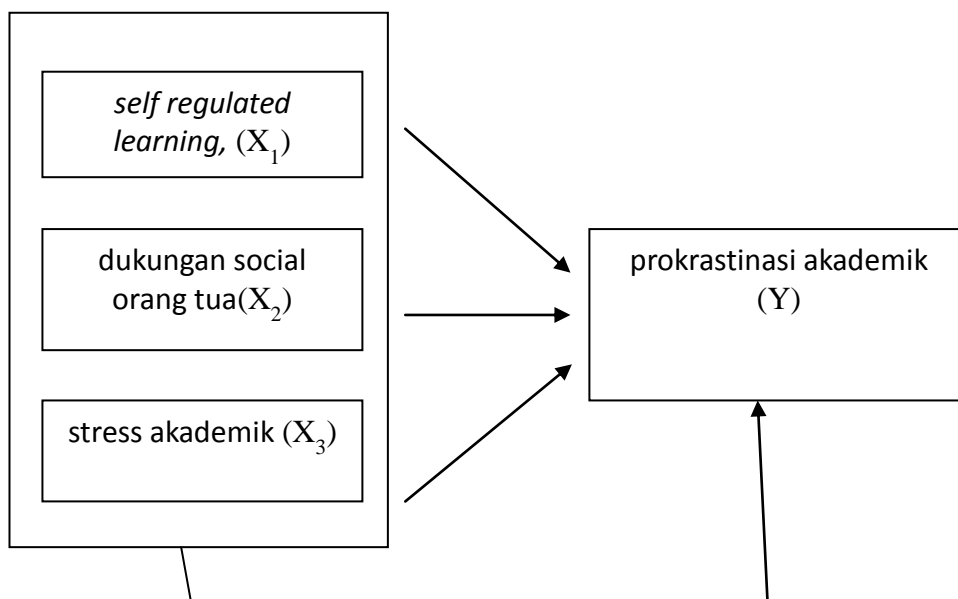 self regulated
learning, (X₁)
dukungan social
orang tua(X₂)
stress akademik (X₃)
prokrastinasi akademik
(Y)